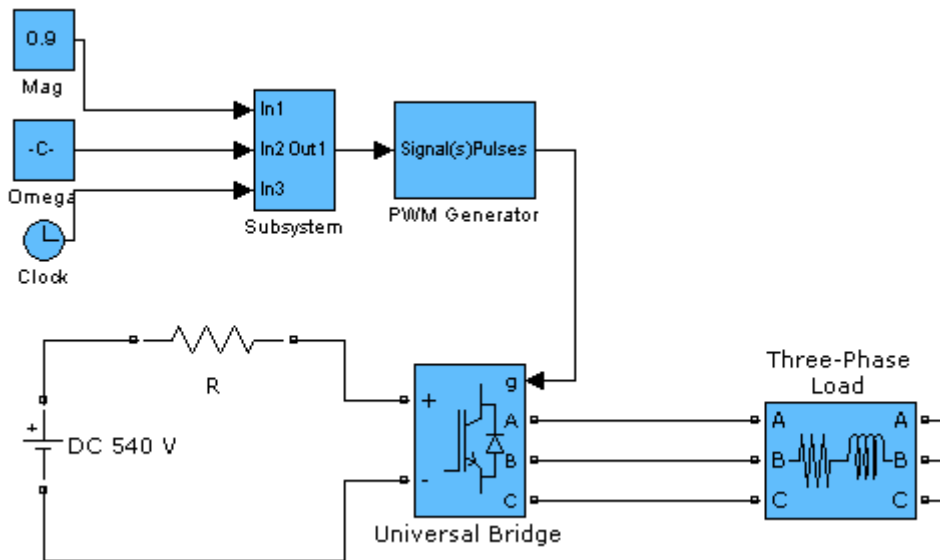 0.9
Mag
-C-
Omega
Clock
In1
In2 Out1
In3
Subsystem
Signal(s)Pulses
PWM Generator
R
+
DC 540 V
+
-
g
A
B
C
Universal Bridge
Three-Phase
Load
A A
B B
C C